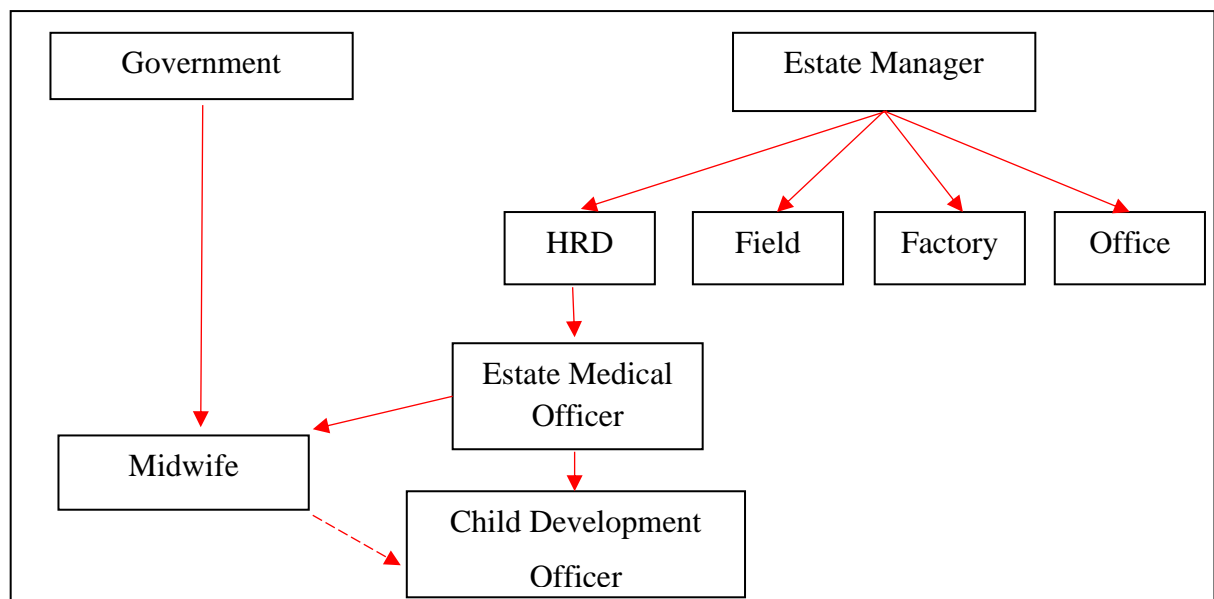 Government
Estate Manager
HRD
Field
Factory
Office
Estate Medical
Officer
Midwife
Child Development
Officer